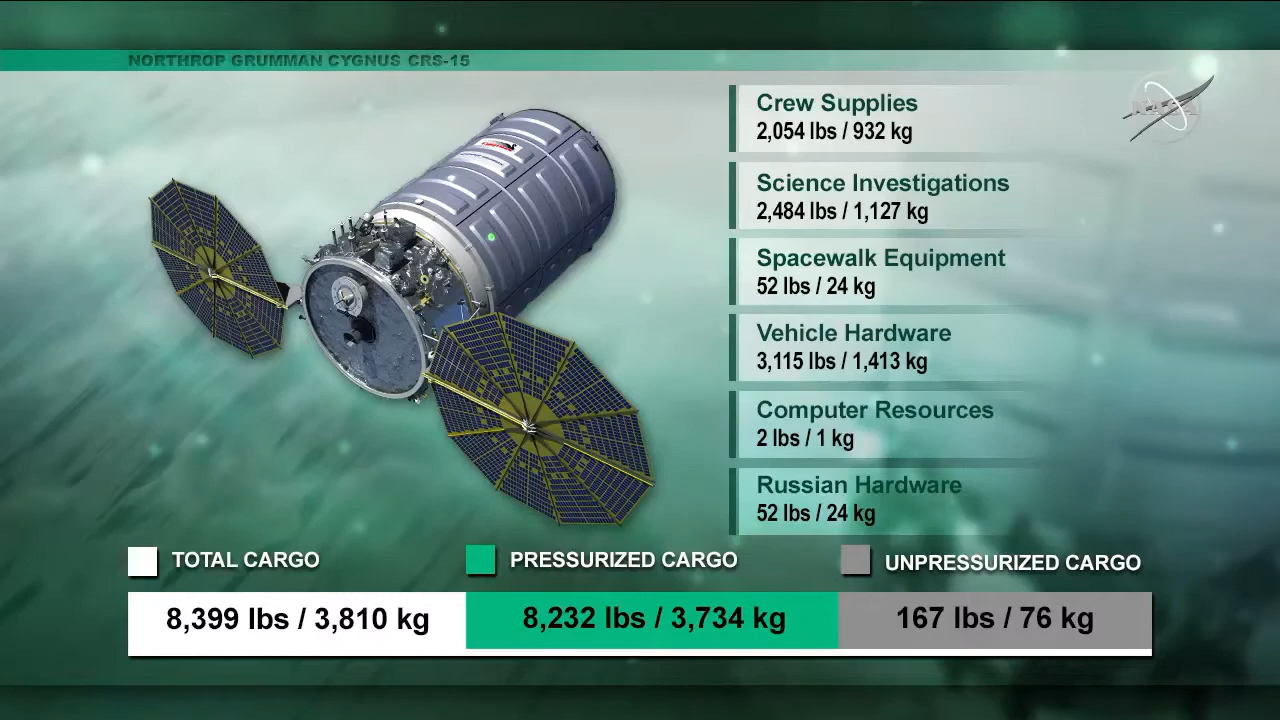 NORTHROP GRUMMAN CYGNUS CRS-15
NASA
Crew Supplies
2,054 lbs / 932 kg
Science Investigations
2,484 lbs / 1,127 kg
Spacewalk Equipment
52 lbs / 24 kg
Vehicle Hardware
3,115 lbs / 1,413 kg
Computer Resources
2 lbs / 1 kg
Russian Hardware
52 lbs / 24 kg
TOTAL CARGO
PRESSURIZED CARGO
UNPRESSURIZED CARGO
8,399 lbs / 3,810 kg
8,232 lbs / 3,734 kg
167 lbs / 76 kg